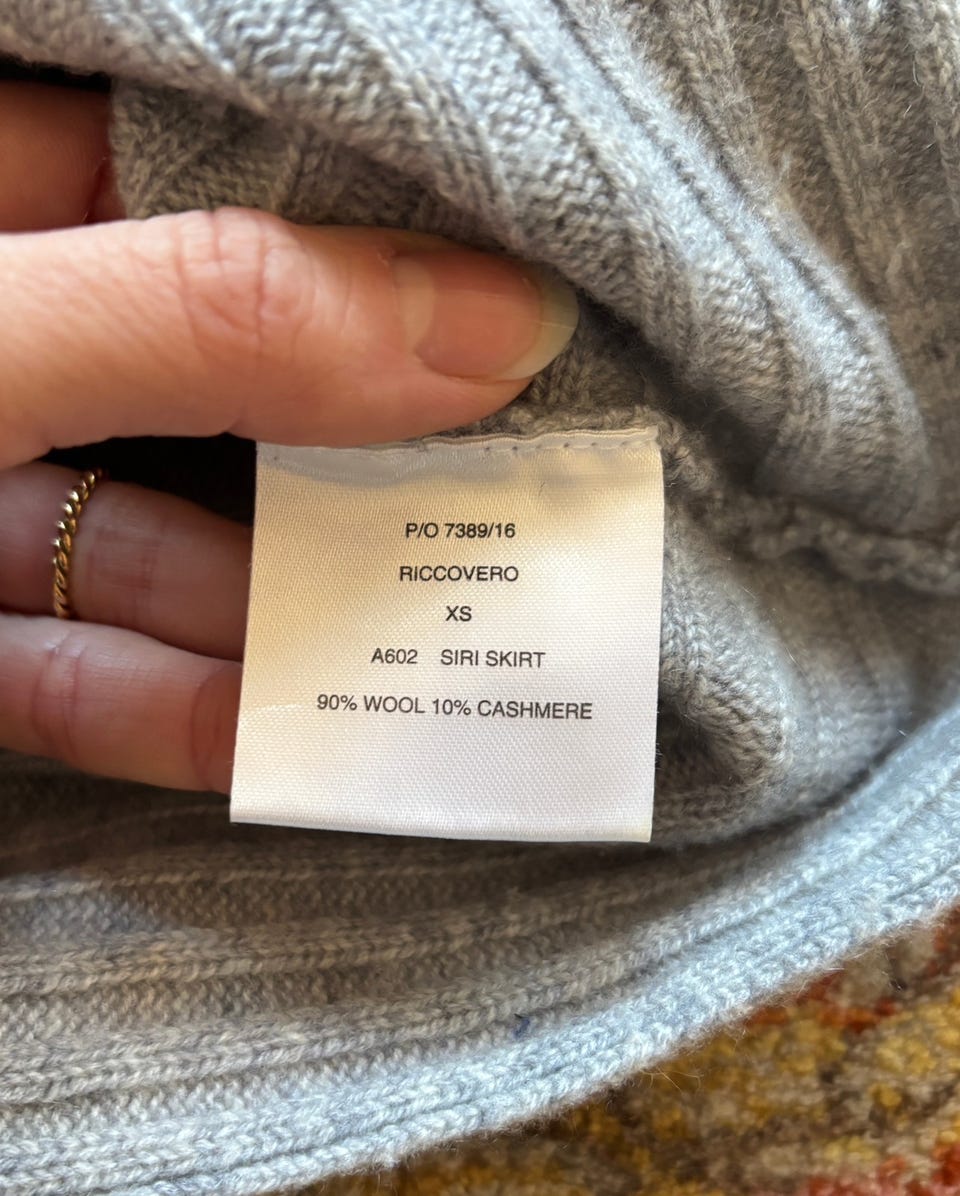 P/O 7389/16
RICCOVERO
XS
A602 SIRI SKIRT
90% WOOL 10% CASHMERE